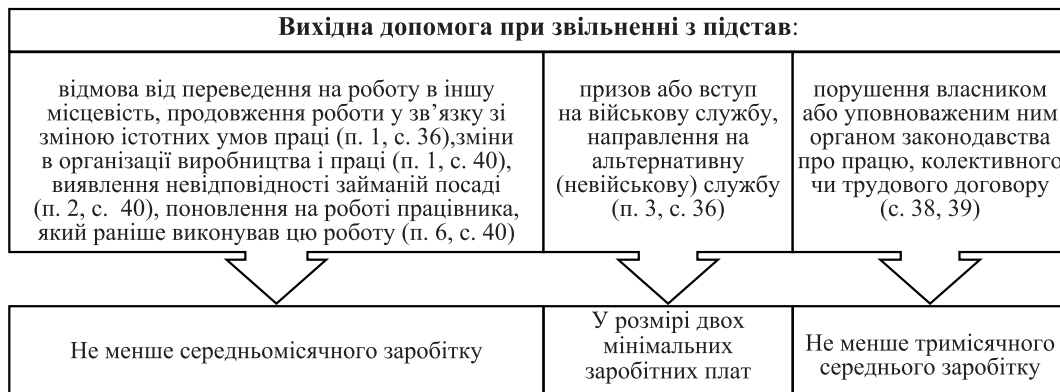 Вихідна допомога при звільненні з підстав:
відмова від переведення на роботу в іншу
місцевість, продовження роботи у зв’язку зі
зміною істотних умов праці (п. 1, с. 36),зміни
в організації виробництва і праці (п. 1, с. 40),
виявлення невідповідності займаній посаді
(п. 2, с. 40), поновлення на роботі працівника,
який раніше виконував цю роботу (п. 6, с. 40)
призов або вступ
на військову службу,
направлення на
альтернативну
(невійськову) службу
(п. 3, с. 36)
порушення власником
або уповноваженим ним
органом законодавства
про працю, колективного
чи трудового договору
(с. 38, 39)
Не менше середньомісячного заробітку
У розмірі двох
мінімальних
заробітних плат
Не менше тримісячного
середнього заробітку